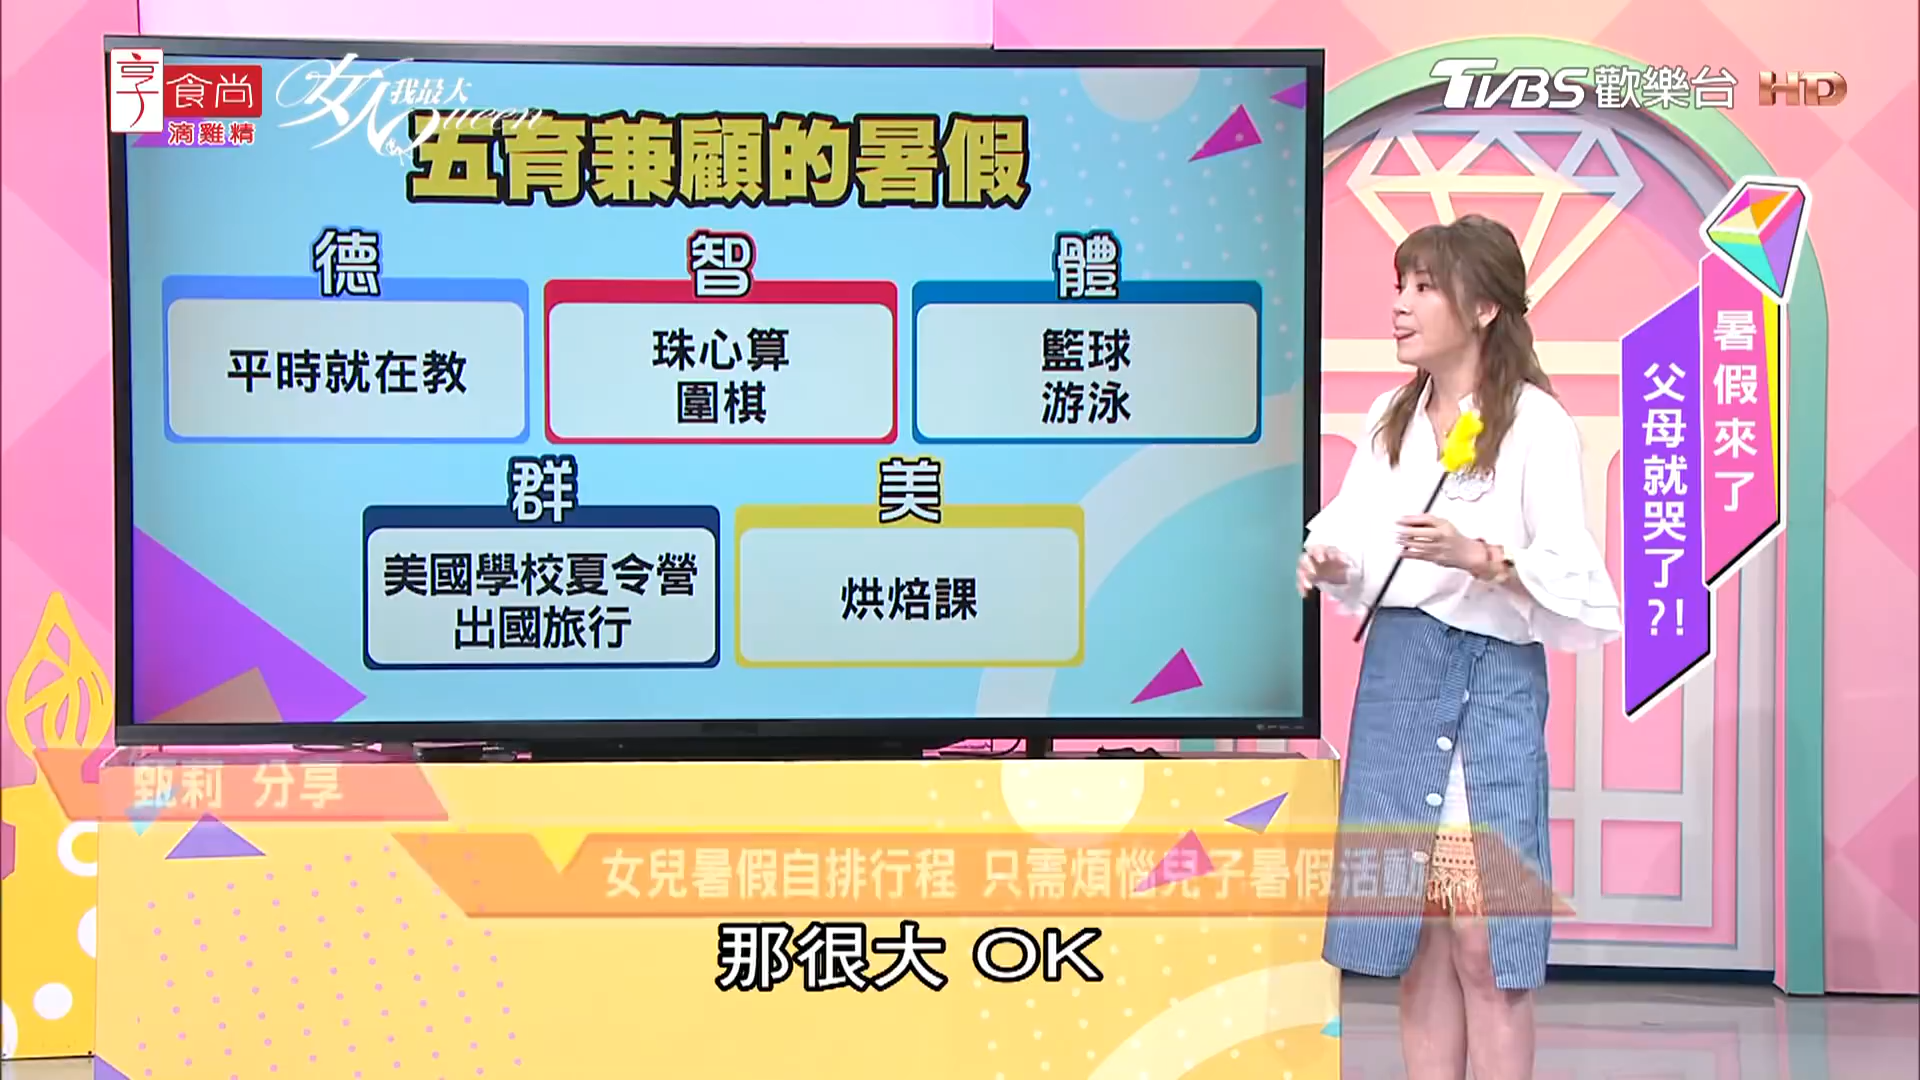 享
食尚
滴雞精
女人我最大
Queen
TVBS歡樂台 HD
五育兼顧的暑假
德
平時就在教
智
珠心算
圍棋
體
籃球
游泳
群
美國學校夏令營
出國旅行
美
烘焙課
暑假來了
父母就哭了?!
甄莉 分享
女兒暑假自排行程 只需煩惱兒子暑假活動
那很大 OK